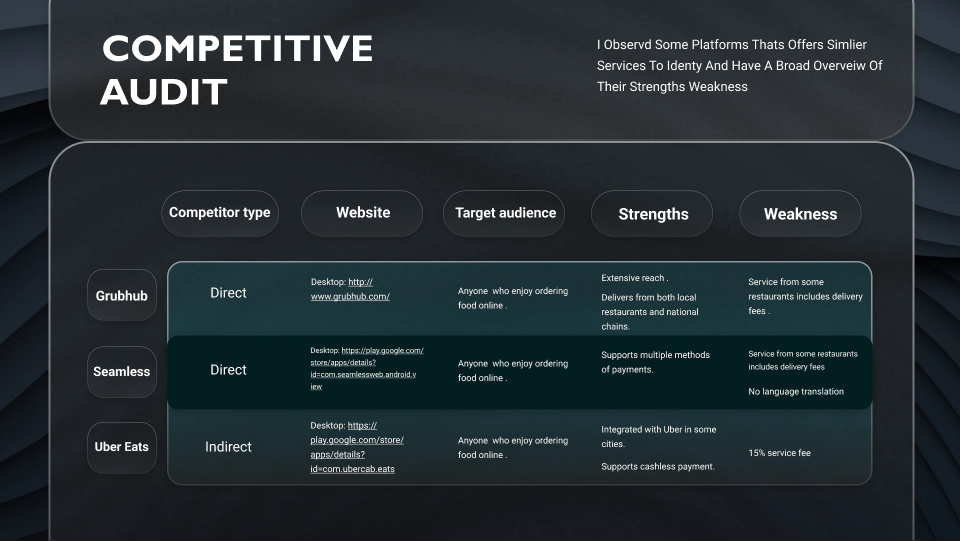 COMPETITIVE
AUDIT
I Observd Some Platforms Thats Offers Simlier
Services To Identy And Have A Broad Overveiw Of
Their Strengths Weakness
Competitor type
Website
Target audience
Strengths
Weakness
Grubhub
Direct
Desktop: http://
www.grubhub.com/
Anyone  who enjoy ordering
food online .
Extensive reach .
Delivers from both local
restaurants and national
chains.
Service from some
restaurants includes delivery
fees .
Seamless
Direct
Desktop: https://play.google.com/
store/apps/details?
id=com.seamlessweb.android.v
iew
Anyone  who enjoy ordering
food online .
Supports multiple methods
of payments.
Service from some restaurants
includes delivery fees
No language translation
Uber Eats
Indirect
Desktop: https://
play.google.com/store/
apps/details?
id=com.ubercab.eats
Anyone  who enjoy ordering
food online .
Integrated with Uber in some
cities.
Supports cashless payment.
15% service fee